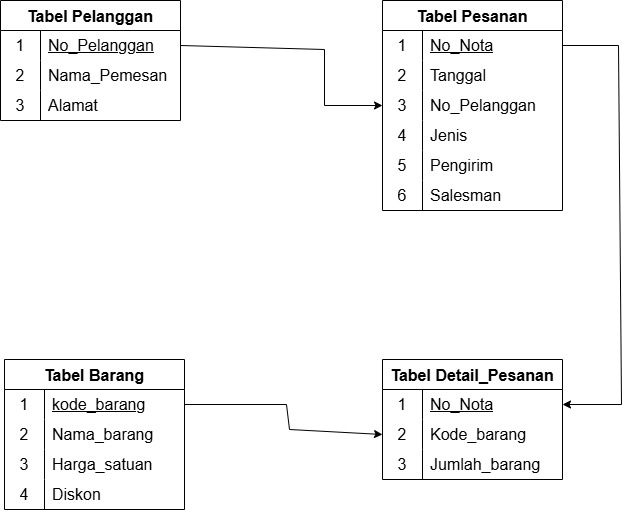 Tabel Pelanggan
1 No_Pelanggan
2 Nama_Pemesan
3 Alamat
Tabel Pesanan
1 No_Nota
2 Tanggal
3 No_Pelanggan
4 Jenis
5 Pengirim
6 Salesman
Tabel Barang
1 kode_barang
2 Nama_barang
3 Harga_satuan
4 Diskon
Tabel Detail_Pesanan
1 No_Nota
2 Kode_barang
3 Jumlah_barang